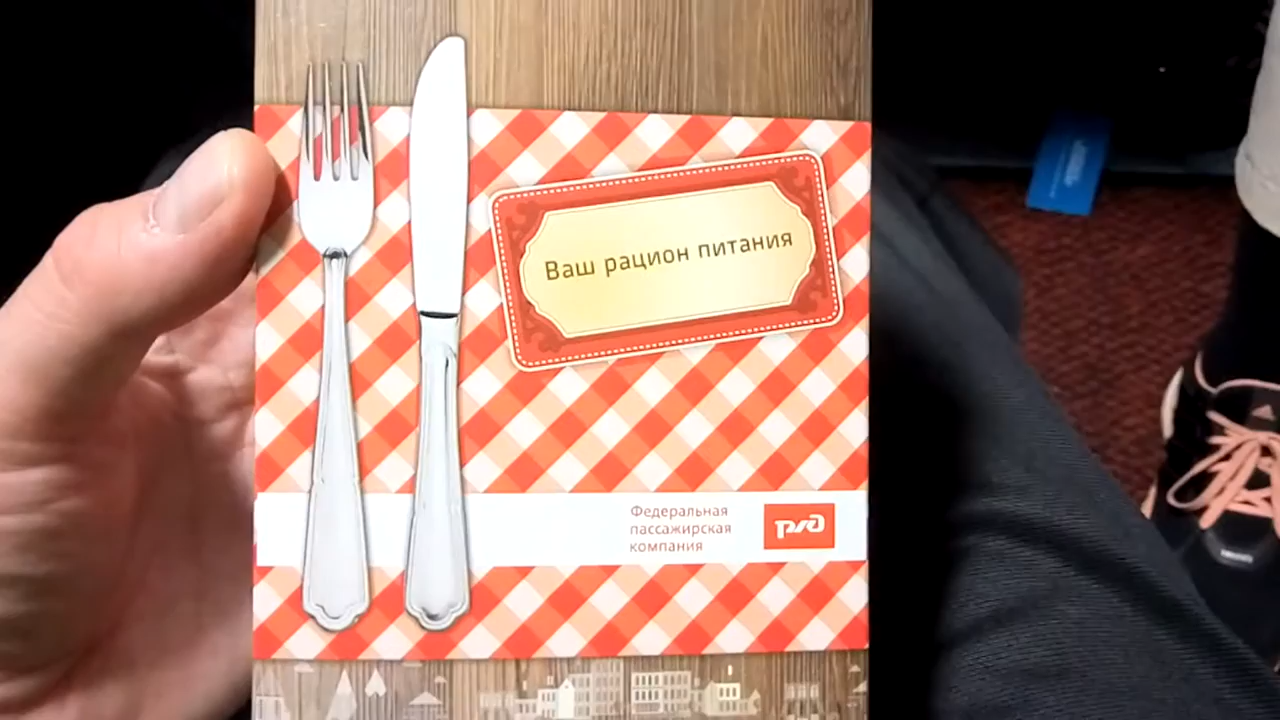 Ваш рацион питания
Федеральная
пассажирская
компания
ржд